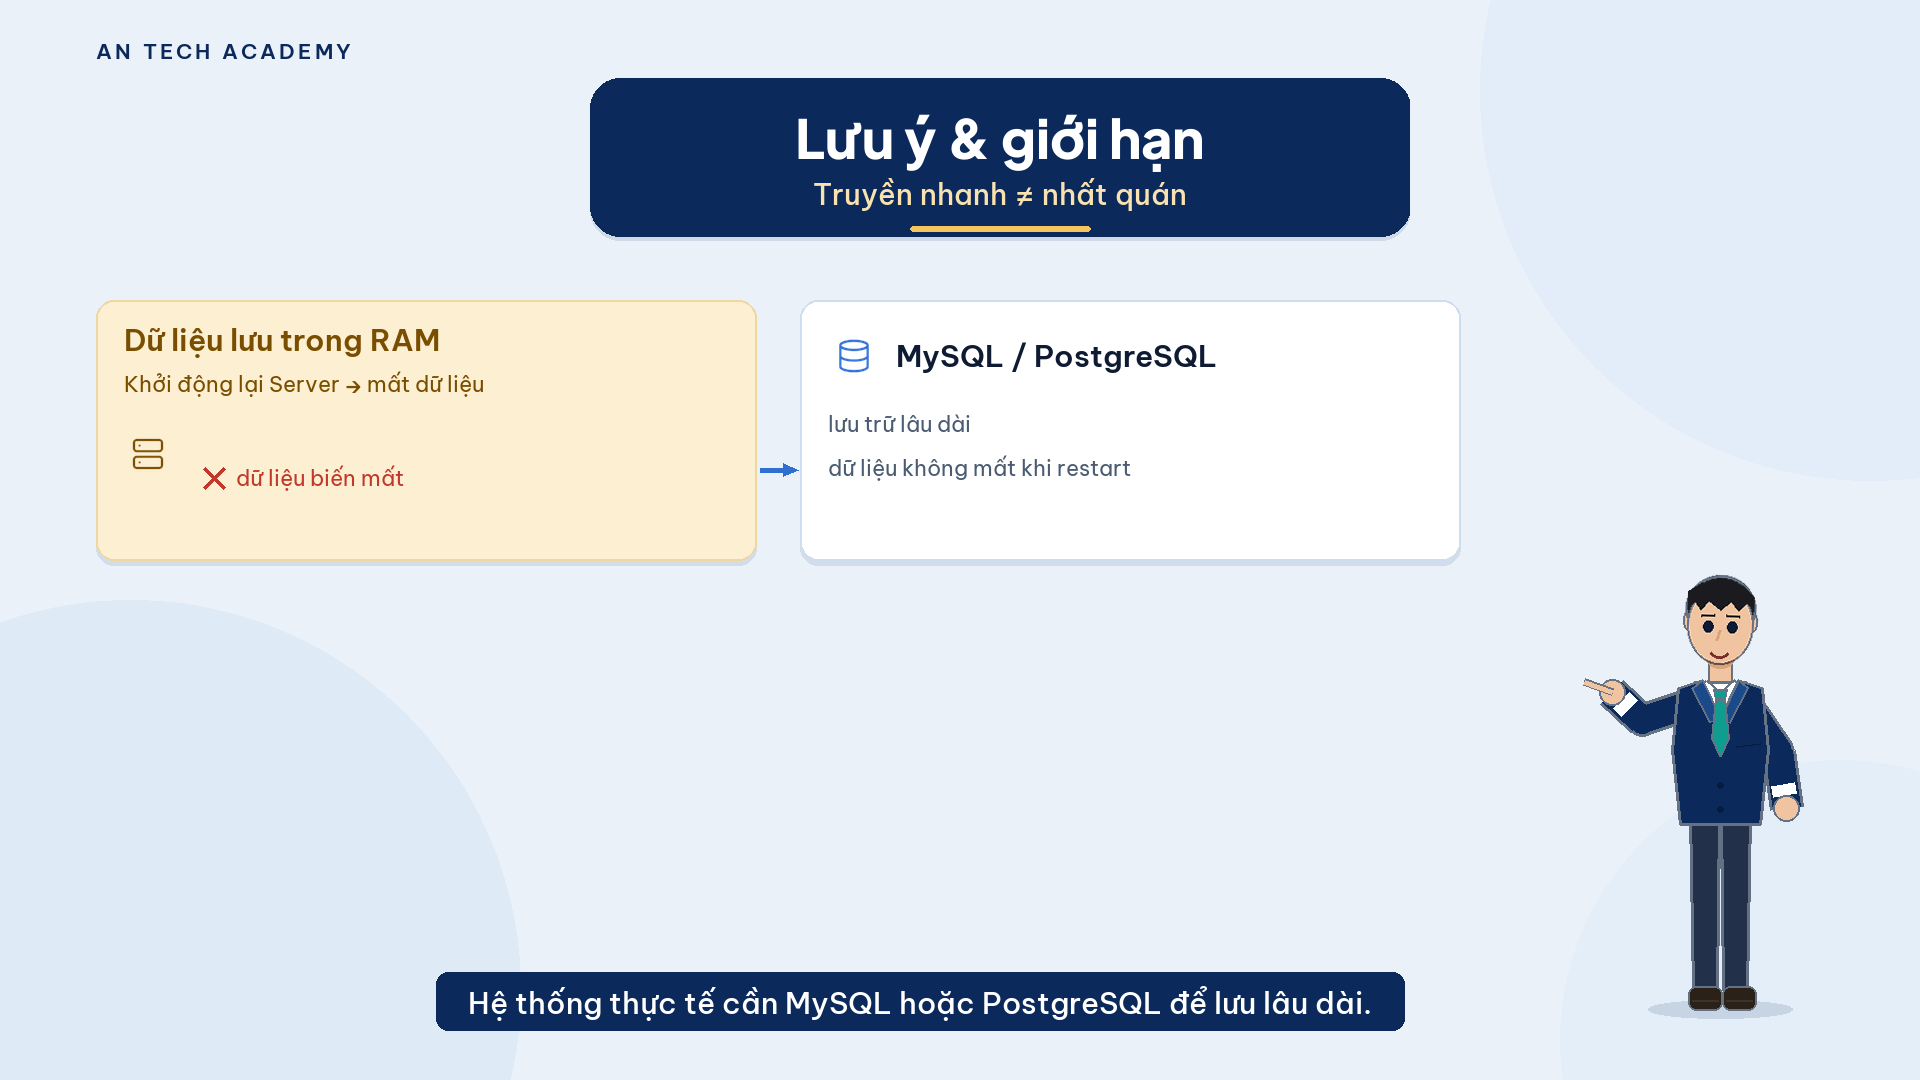 AN TECH ACADEMY
Lưu ý & giới hạn
Truyền nhanh ≠ nhất quán
Dữ liệu lưu trong RAM
Khởi động lại Server → mất dữ liệu
❌ dữ liệu biến mất
MySQL / PostgreSQL
lưu trữ lâu dài
dữ liệu không mất khi restart
Hệ thống thực tế cần MySQL hoặc PostgreSQL để lưu lâu dài.